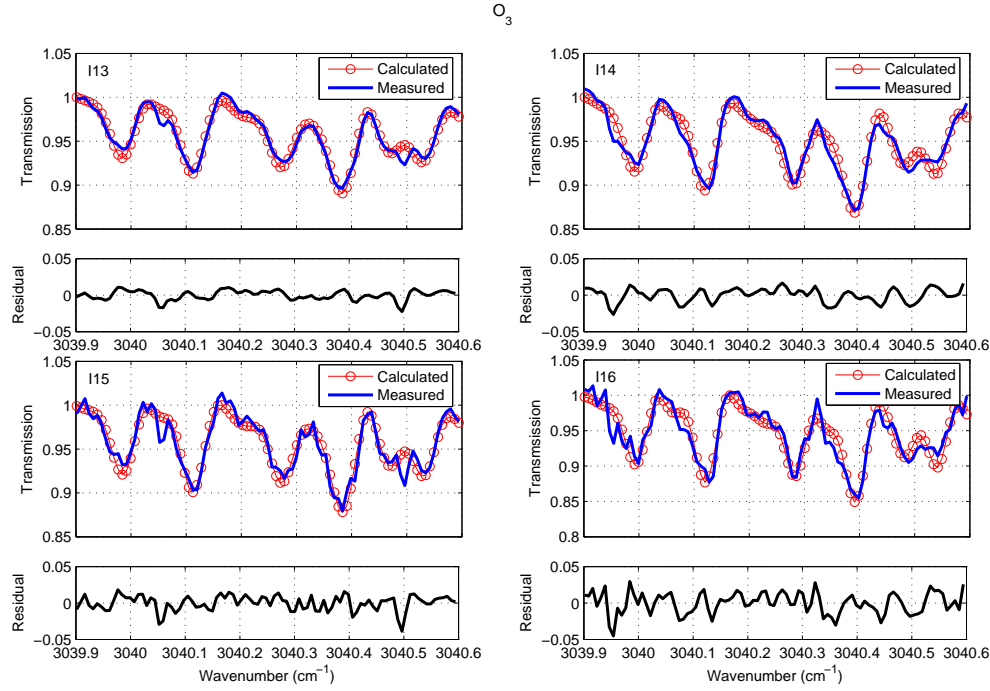 O3
I13
Calculated
Measured
Transmission
1.05
1
0.95
0.9
0.85
Residual
0.05
0
−0.05
3039.9 3040 3040.1 3040.2 3040.3 3040.4 3040.5 3040.6
I14
Calculated
Measured
Transmission
1.05
1
0.95
0.9
0.85
Residual
0.05
0
−0.05
3039.9 3040 3040.1 3040.2 3040.3 3040.4 3040.5 3040.6
I15
Calculated
Measured
Transmission
1.05
1
0.95
0.9
0.85
Residual
0.05
0
−0.05
3039.9 3040 3040.1 3040.2 3040.3 3040.4 3040.5 3040.6
Wavenumber (cm−1)
I16
Calculated
Measured
Transmission
1.05
1
0.95
0.9
0.85
0.8
Residual
0.05
0
−0.05
3039.9 3040 3040.1 3040.2 3040.3 3040.4 3040.5 3040.6
Wavenumber (cm−1)